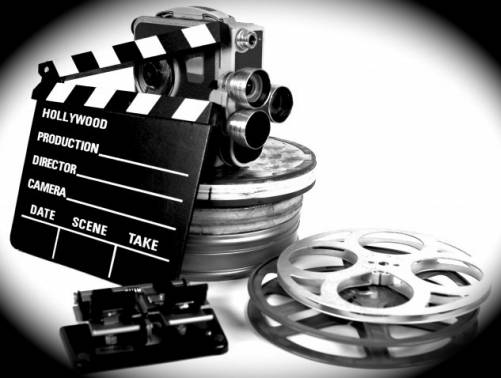 HOLLYWOOD
PRODUCTION
DIRECTOR
CAMERA
DATE SCENE TAKE